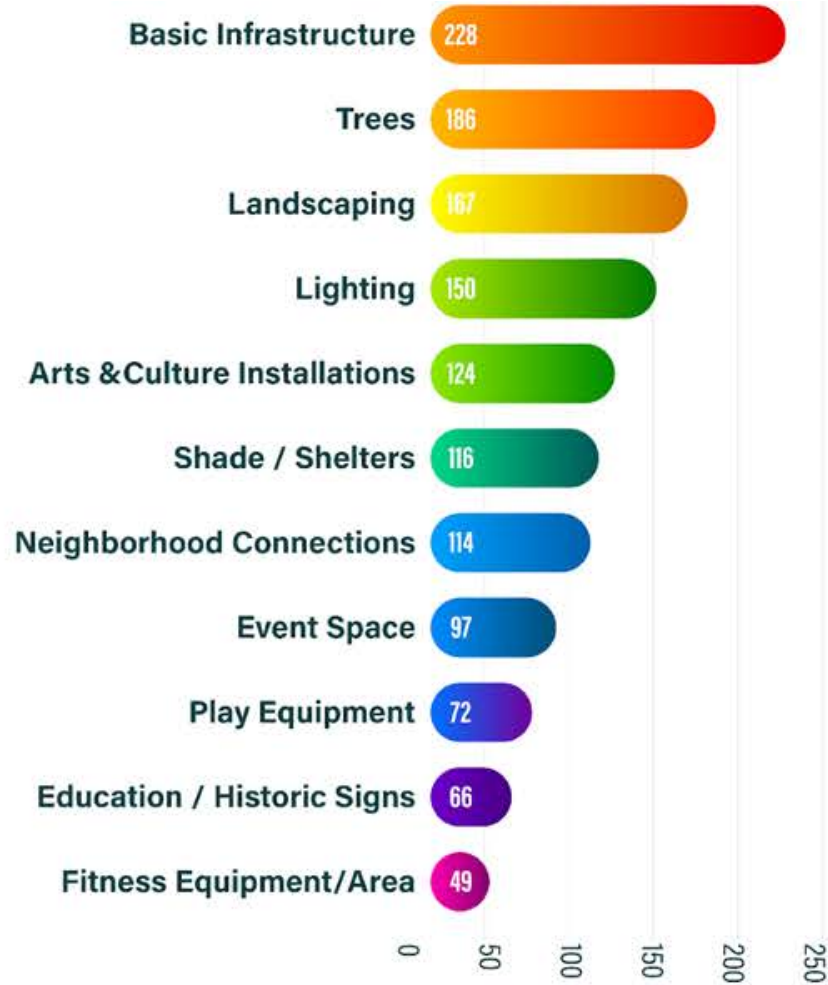 Basic Infrastructure 228
Trees 186
Landscaping 167
Lighting 150
Arts &Culture Installations 124
Shade / Shelters 116
Neighborhood Connections 114
Event Space 97
Play Equipment 72
Education / Historic Signs 66
Fitness Equipment/Area 49
0 50 100 150 200 250